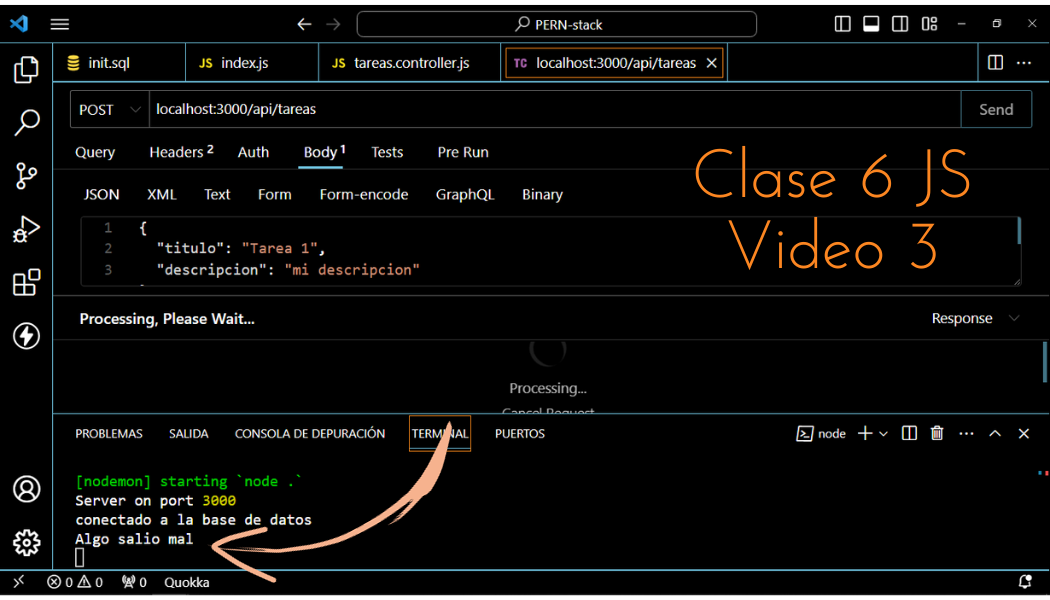 PERN-stack
init.sql
JS index.js
JS tareas.controller.js
TC localhost:3000/api/tareas
POST localhost:3000/api/tareas Send
Query Headers 2 Auth Body 1 Tests Pre Run
JSON XML Text Form Form-encode GraphQL Binary
Clase 6 JS
Video 3
1 {
2 "titulo": "Tarea 1",
3 "descripcion": "mi descripcion"
Processing, Please Wait...
Response
Processing...
Cancel Request
PROBLEMAS SALIDA CONSOLA DE DEPURACIÓN TERMINAL PUERTOS
node
[nodemon] starting `node .`
Server on port 3000
conectado a la base de datos
Algo salio mal
0 0 0 Quokka